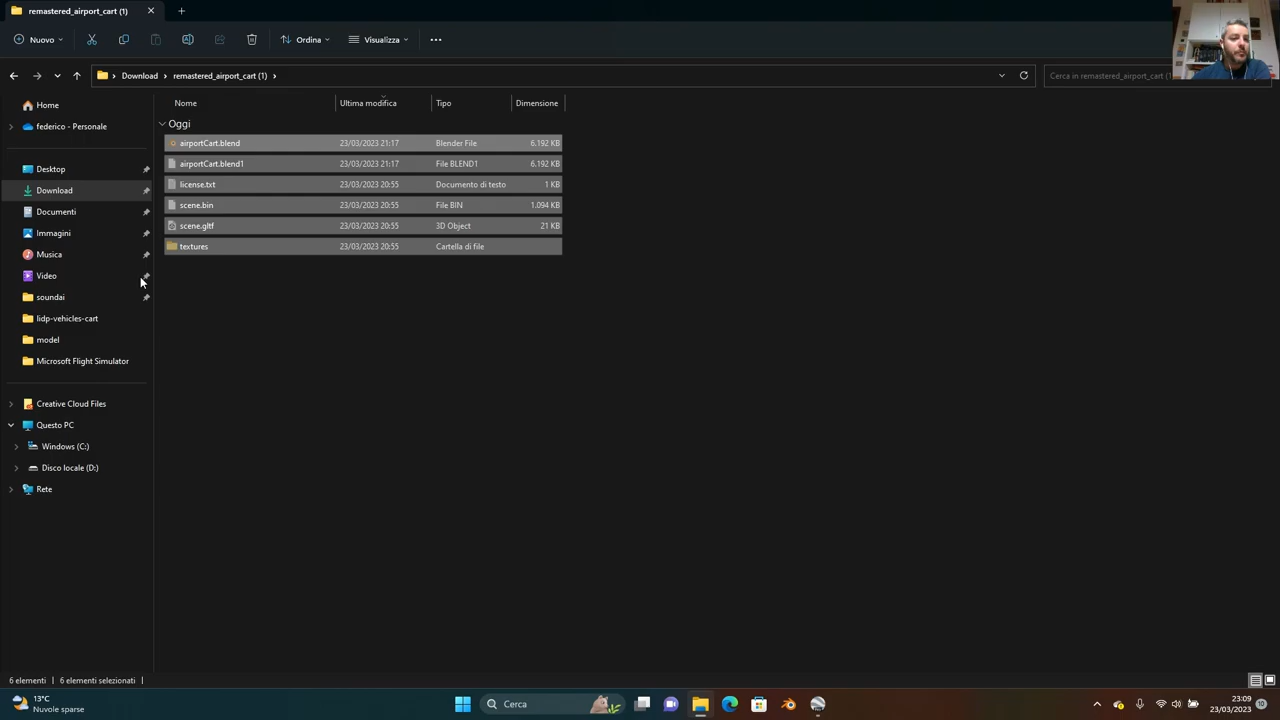 remastered_airport_cart (1)
Nuovo
Ordina
Visualizza
Download
remastered_airport_cart (1)
Cerca in remastered_airport_cart (1)
Home
federico - Personale
Desktop
Download
Documenti
Immagini
Musica
Video
soundai
lidp-vehicles-cart
model
Microsoft Flight Simulator
Creative Cloud Files
Questo PC
Windows (C:)
Disco locale (D:)
Rete
Nome Ultima modifica Tipo Dimensione
Oggi
airportCart.blend 23/03/2023 21:17 Blender File 6.192 KB
airportCart.blend1 23/03/2023 21:17 File BLEND1 6.192 KB
license.txt 23/03/2023 20:55 Documento di testo 1 KB
scene.bin 23/03/2023 20:55 File BIN 1.094 KB
scene.gltf 23/03/2023 20:55 3D Object 21 KB
textures 23/03/2023 20:55 Cartella di file
6 elementi 6 elementi selezionati
13°C
Nuvole sparse
Cerca
23:09
23/03/2023